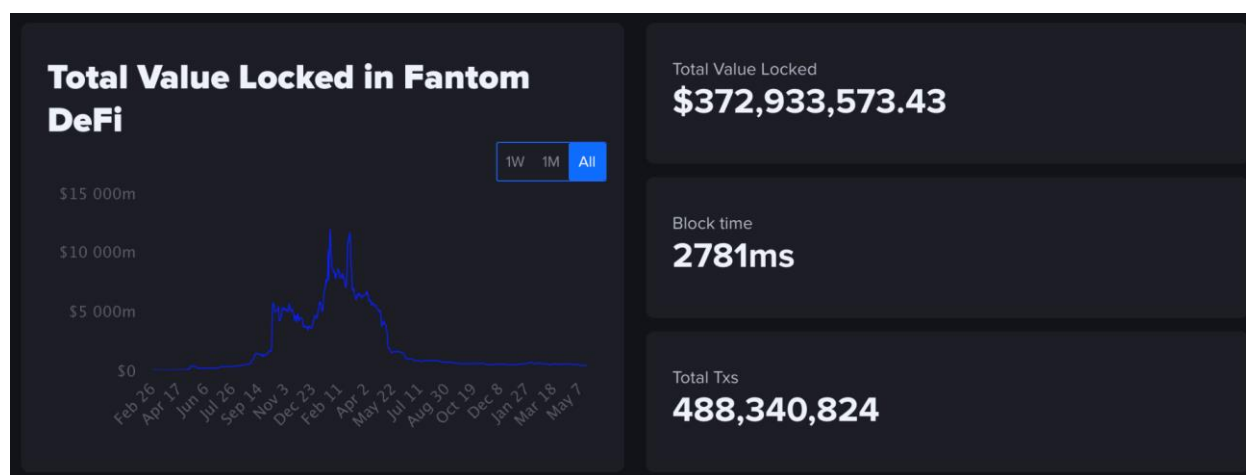 Total Value Locked in Fantom
DeFi
1W 1M All
$15 000m
$10 000m
$5 000m
$0
Feb 26
Apr 17
Jun 6
Jul 26
Sep 14
Nov 3
Dec 23
Feb 11
Apr 2
May 22
Jul 11
Aug 30
Oct 19
Dec 8
Jan 27
Mar 18
May 7
Total Value Locked
$372,933,573.43
Block time
2781ms
Total Txs
488,340,824